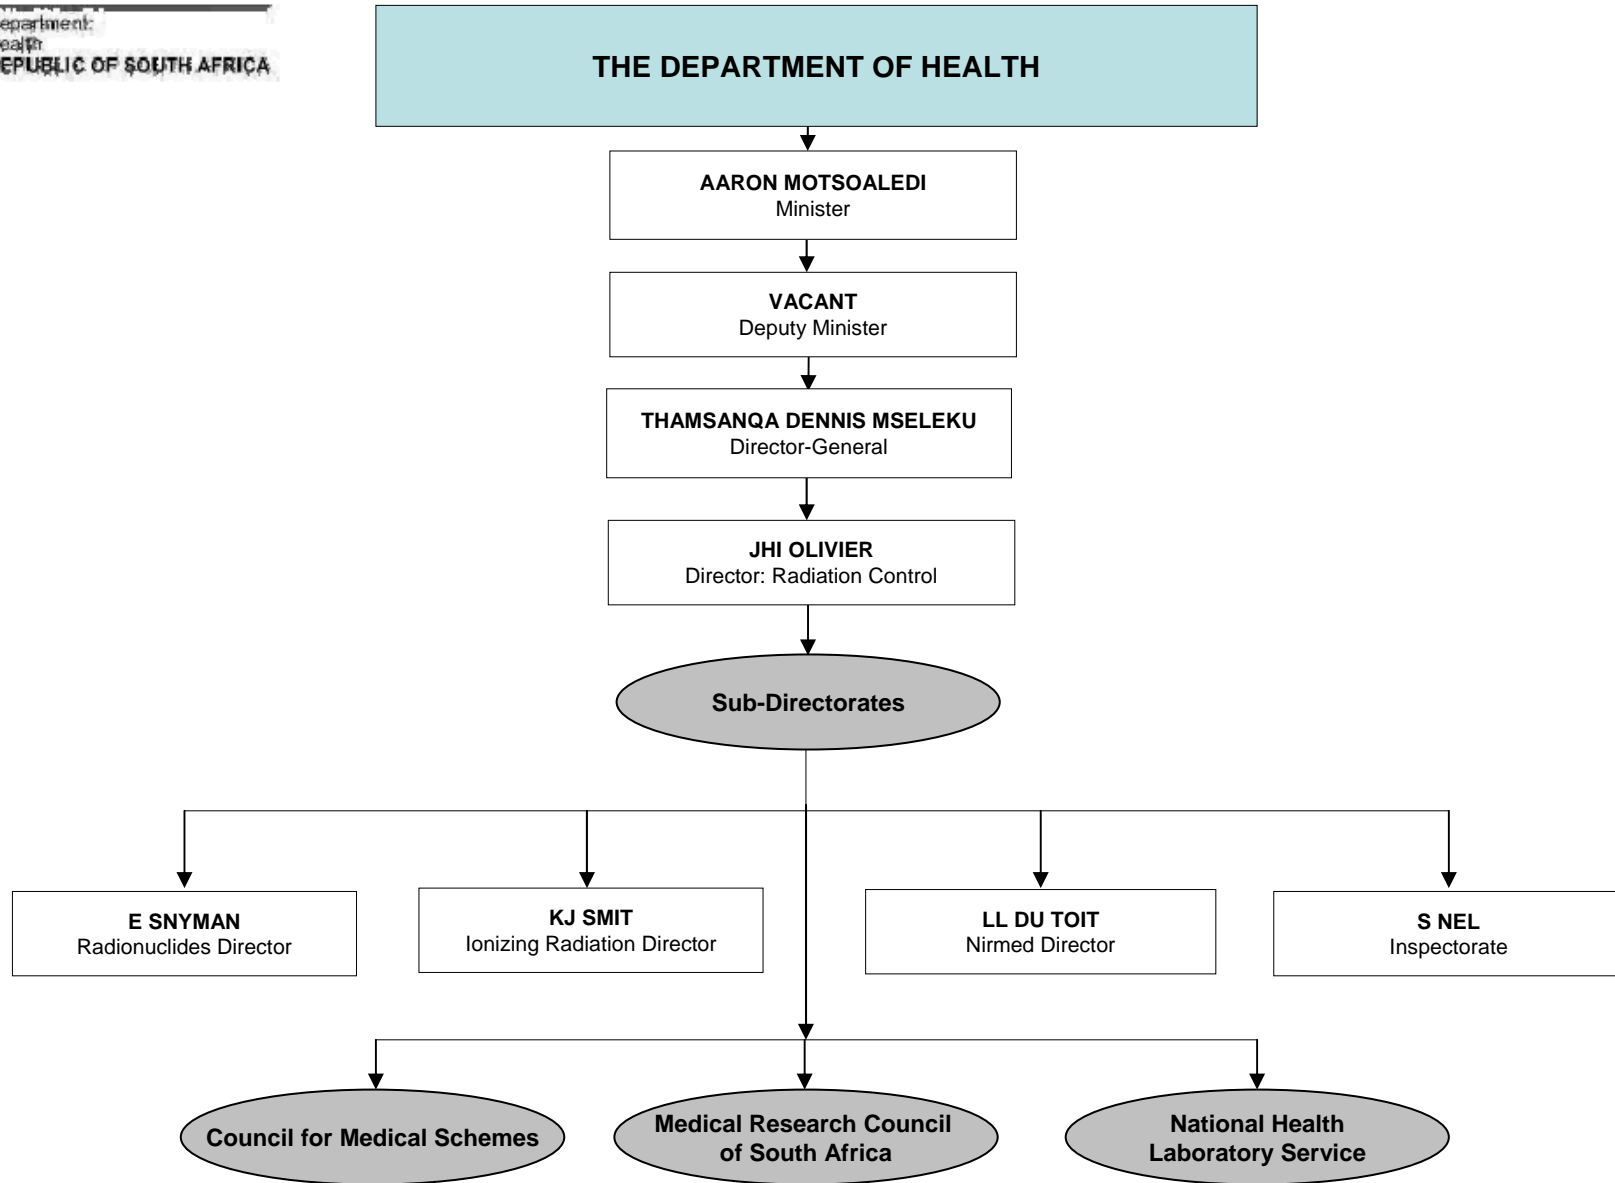 epartment:
REPUBLIC OF SOUTH AFRICA
THE DEPARTMENT OF HEALTH
AARON MOTSOALEDI
Minister
VACANT
Deputy Minister
THAMSANQA DENNIS MSELEKU
Director-General
JHI OLIVIER
Director: Radiation Control
Sub-Directorates
E SNYMAN
Radionuclides Director
KJ SMIT
Ionizing Radiation Director
LL DU TOIT
Nirmed Director
S NEL
Inspectorate
Council for Medical Schemes
Medical Research Council
of South Africa
National Health
Laboratory Service